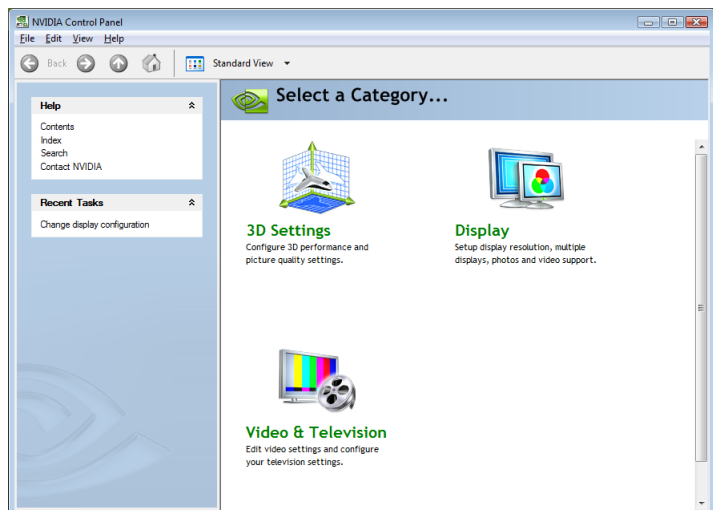 NVIDIA Control Panel
File Edit View Help
Back Standard View
Help
Contents
Index
Search
Contact NVIDIA
Recent Tasks
Change display configuration
Select a Category...
3D Settings
Configure 3D performance and
picture quality settings.
Display
Setup display resolution, multiple
displays, photos and video support.
Video & Television
Edit video settings and configure
your television settings.